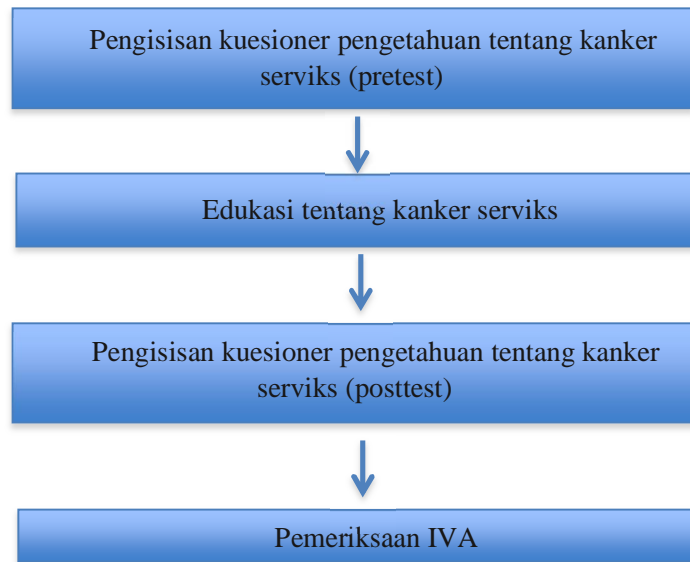 Pengisisan kuesioner pengetahuan tentang kanker
serviks (pretest)
Edukasi tentang kanker serviks
Pengisisan kuesioner pengetahuan tentang kanker
serviks (posttest)
Pemeriksaan IVA